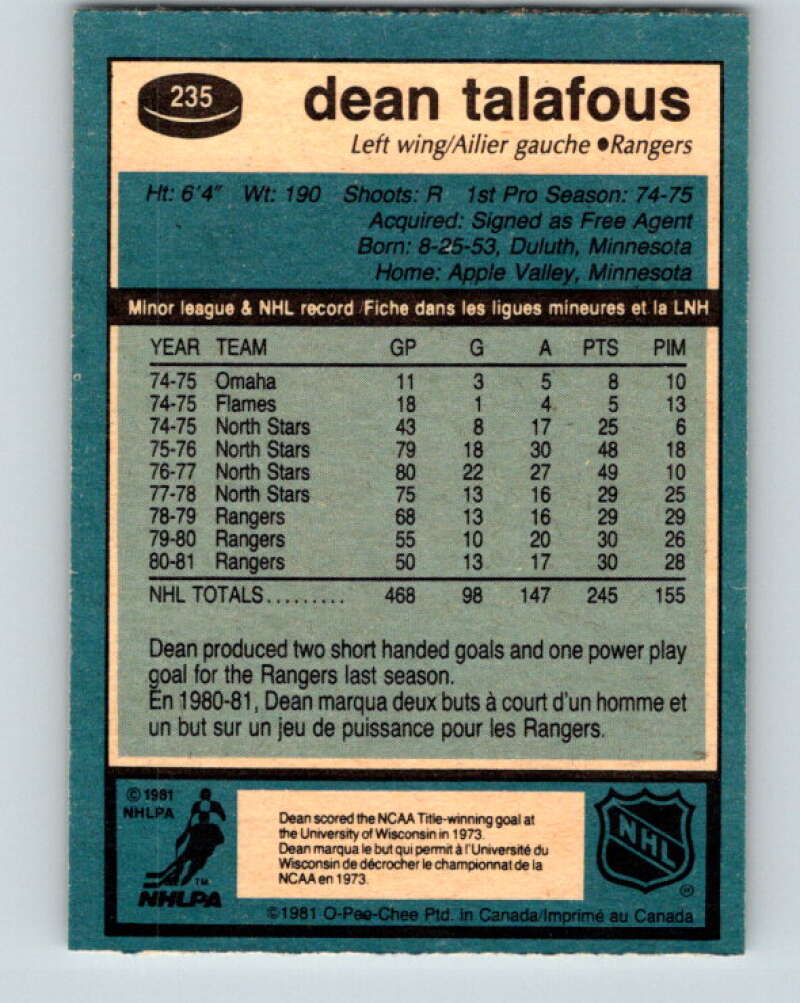 235
dean talafous
Left wing/Ailier gauche ●Rangers
Ht: 6'4" Wt: 190 Shoots: R 1st Pro Season: 74-75
Acquired: Signed as Free Agent
Born: 8-25-53, Duluth, Minnesota
Home: Apple Valley, Minnesota
Minor league & NHL record/Fiche dans les ligues mineures et la LNH
YEAR TEAM GP G A PTS PIM
74-75 Omaha 11 3 5 8 10
74-75 Flames 18 1 4 5 13
74-75 North Stars 43 8 17 25 6
75-76 North Stars 79 18 30 48 18
76-77 North Stars 80 22 27 49 10
77-78 North Stars 75 13 16 29 25
78-79 Rangers 68 13 16 29 29
79-80 Rangers 55 10 20 30 26
80-81 Rangers 50 13 17 30 28
NHL TOTALS......... 468 98 147 245 155
Dean produced two short handed goals and one power play
goal for the Rangers last season.
En 1980-81, Dean marqua deux buts à court d'un homme et
un but sur un jeu de puissance pour les Rangers.
© 1981
NHLPA
TM
NHLPA
Dean scored the NCAA Title-winning goal at
the University of Wisconsin in 1973.
Dean marqua le but qui permit à l'Université du
Wisconsin de décrocher le championnat de la
NCAA en 1973.
NHL
®
©1981 O-Pee-Chee Ptd. in Canada/Imprimé au Canada